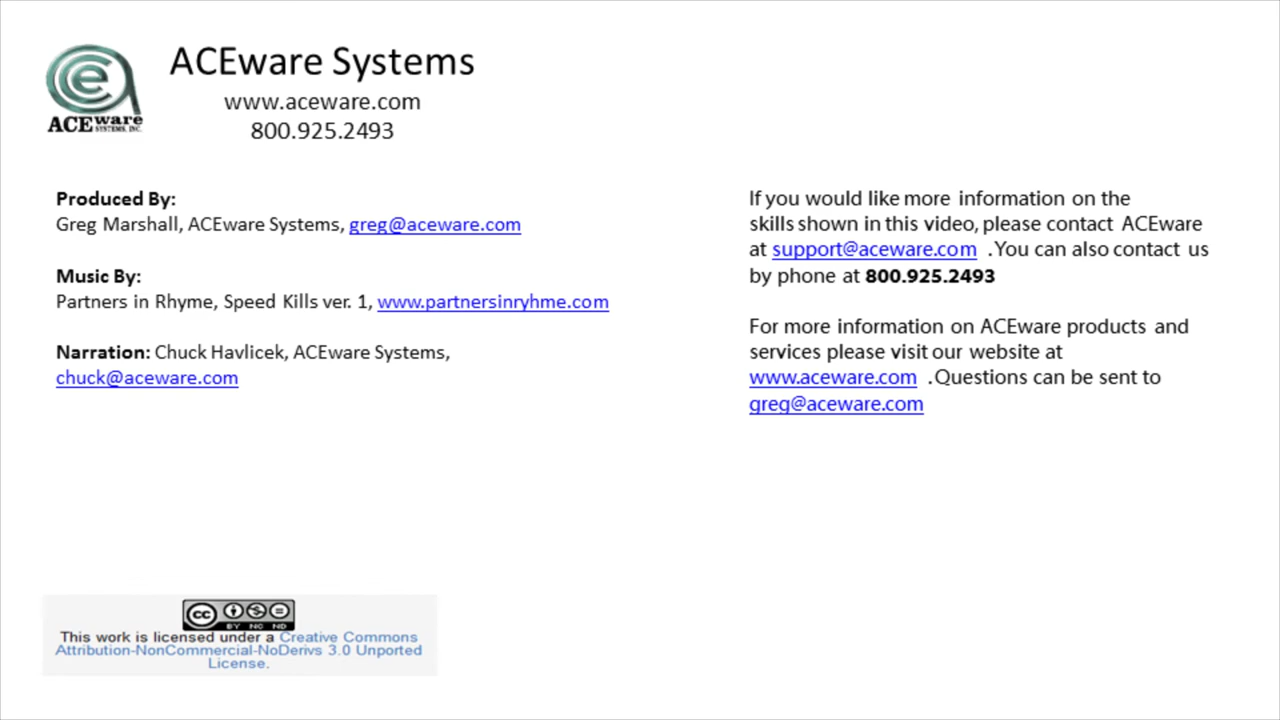 ACEware Systems
www.aceware.com
800.925.2493
ACEware
SYSTEMS, INC.
Produced By:
Greg Marshall, ACEware Systems, greg@aceware.com
Music By:
Partners in Rhyme, Speed Kills ver. 1, www.partnersinryhme.com
Narration: Chuck Havlicek, ACEware Systems,
chuck@aceware.com
If you would like more information on the
skills shown in this video, please contact ACEware
at support@aceware.com . You can also contact us
by phone at 800.925.2493
For more information on ACEware products and
services please visit our website at
www.aceware.com . Questions can be sent to
greg@aceware.com
cc BY NC ND
This work is licensed under a Creative Commons
Attribution-NonCommercial-NoDerivs 3.0 Unported
License.